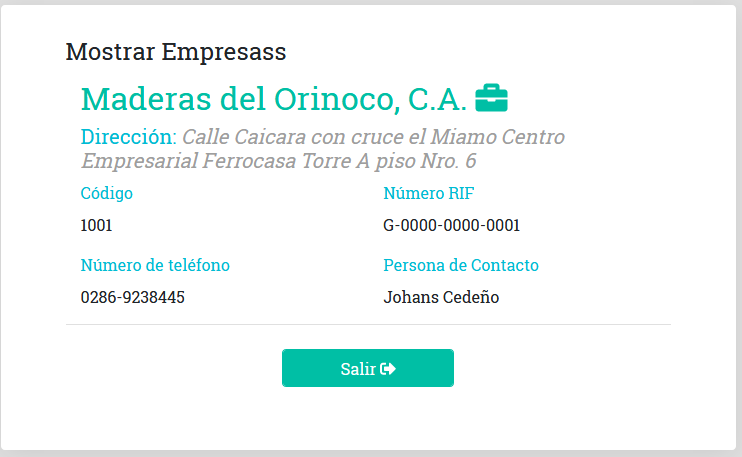 Mostrar Empresass
Maderas del Orinoco, C.A.
Dirección: Calle Caicara con cruce el Miamo Centro
Empresarial Ferrocasa Torre A piso Nro. 6
Código Número RIF
1001 G-0000-0000-0001
Número de teléfono Persona de Contacto
0286-9238445 Johans Cedeño
Salir